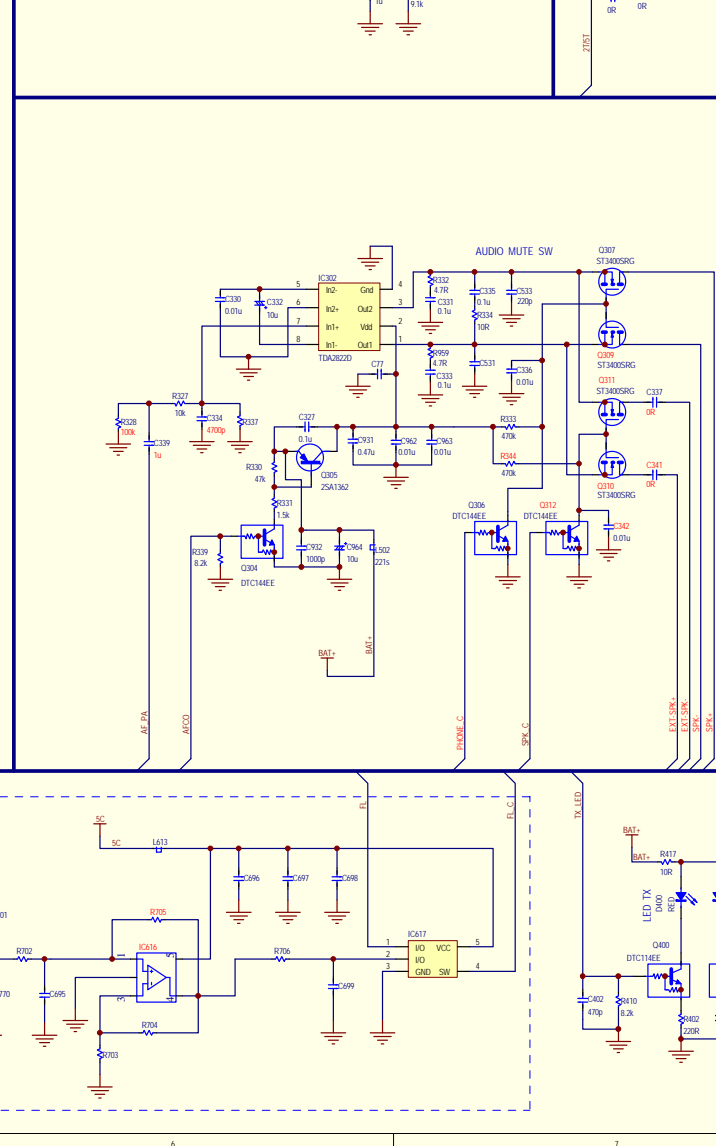 1u
9.1k
0R
0R
2T/5T
AUDIO MUTE SW
Q307
ST3400SRG
IC302
5
In2-
Gnd
4
6
In2+
Out2
3
7
In1+
Vdd
2
8
In1-
Out1
1
TDA2822D
C330
0.01u
C332
10u
R332
4.7R
C331
0.1u
C335
0.1u
R334
10R
C533
220p
Q309
ST3400SRG
R959
4.7R
C333
0.1u
C531
C336
0.01u
C77
Q311
ST3400SRG
C337
0R
R327
10k
R328
100k
C339
1u
C334
4700p
R337
C327
0.1u
C931
0.47u
C962
0.01u
C963
0.01u
R333
470k
R344
470k
R330
47k
Q305
2SA1362
C341
0R
Q310
ST3400SRG
R331
1.5k
Q306
DTC144EE
Q312
DTC144EE
C342
0.01u
R339
8.2k
Q304
DTC144EE
C932
1000p
C964
10u
L502
221s
BAT+
BAT+
AF PA
AFCO
PHONE_C
SPK_C
EXT-SPK+
EXT-SPK-
SPK-
SPK+
FL
FL C
TX LED
5C
5C
L613
C696
C697
C698
BAT+
BAT+
R417
10R
LED TX
D400
RED
01
R705
R702
IC616
1
5
3
4
R706
IC617
1
I/O
VCC
5
2
I/O
3
GND
SW
4
Q400
DTC114EE
770
C695
C699
C402
470p
R410
8.2k
R402
220R
R704
R703
6
7